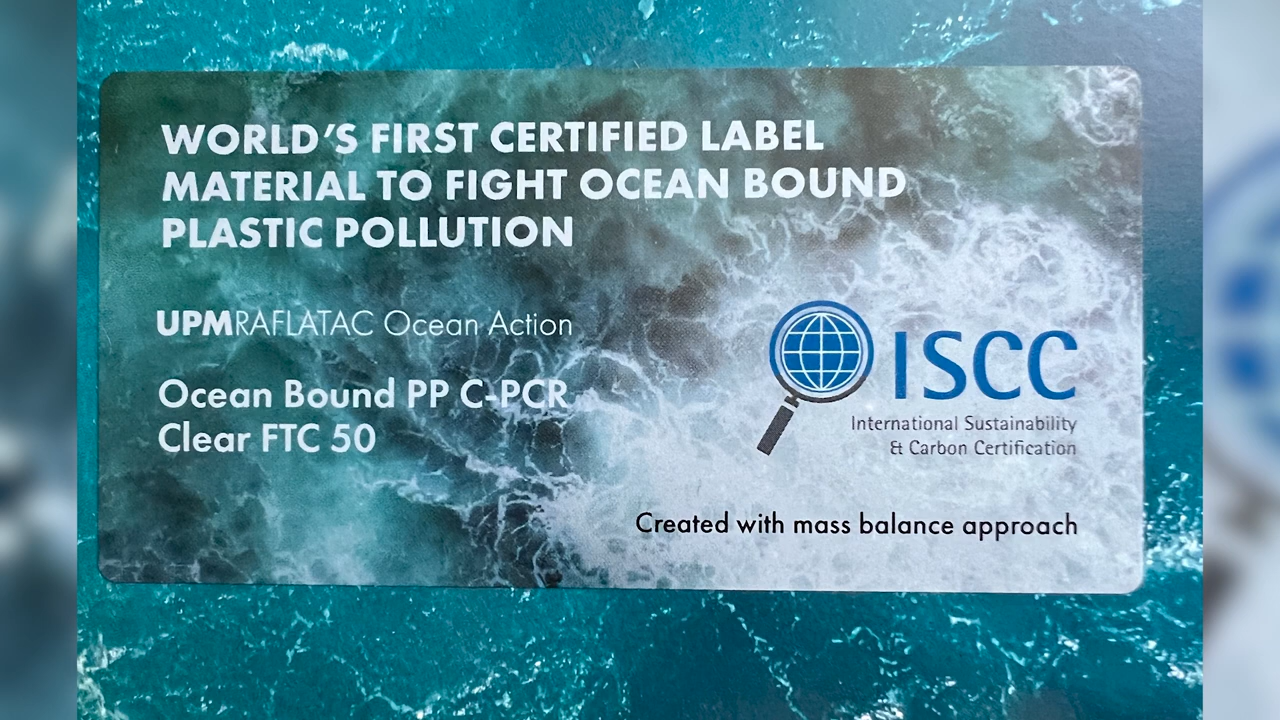 WORLD'S FIRST CERTIFIED LABEL
MATERIAL TO FIGHT OCEAN BOUND
PLASTIC POLLUTION
UPMRAFLATAC Ocean Action
Ocean Bound PP C-PCR
Clear FTC 50
ISCC
International Sustainability
& Carbon Certification
Created with mass balance approach